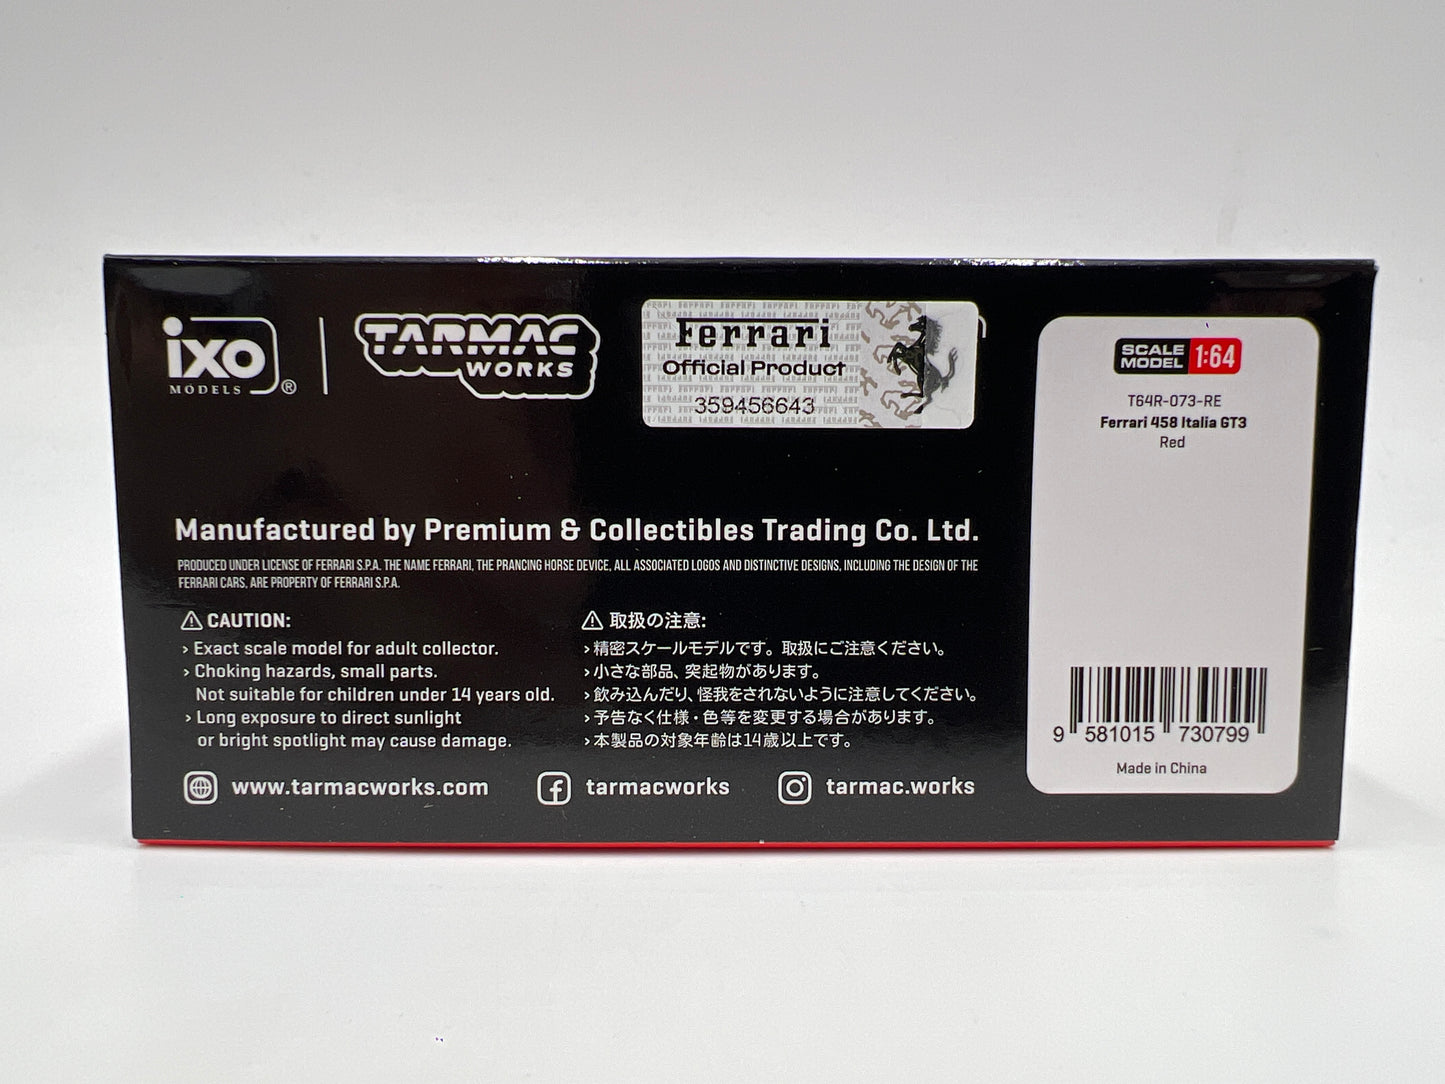 ixo
MODELS ®
TARMAC
WORKS
Ferrari
Official Product
359456643
SCALE
MODEL 1:64
T64R-073-RE
Ferrari 458 Italia GT3
Red
Manufactured by Premium & Collectibles Trading Co. Ltd.
PRODUCED UNDER LICENSE OF FERRARI S.P.A. THE NAME FERRARI, THE PRANCING HORSE DEVICE, ALL ASSOCIATED LOGOS AND DISTINCTIVE DESIGNS, INCLUDING THE DESIGN OF THE
FERRARI CARS, ARE PROPERTY OF FERRARI S.P.A.
⚠ CAUTION:
› Exact scale model for adult collector.
› Choking hazards, small parts.
Not suitable for children under 14 years old.
› Long exposure to direct sunlight
or bright spotlight may cause damage.
⚠ 取扱の注意:
›精密スケールモデルです。取扱にご注意ください。
›小さな部品、突起物があります。
›飲み込んだり、怪我をされないように注意してください。
›予告なく仕様・色等を変更する場合があります。
›本製品の対象年齢は14歳以上です。
www.tarmacworks.com
tarmacworks
tarmac.works
9 581015 730799
Made in China